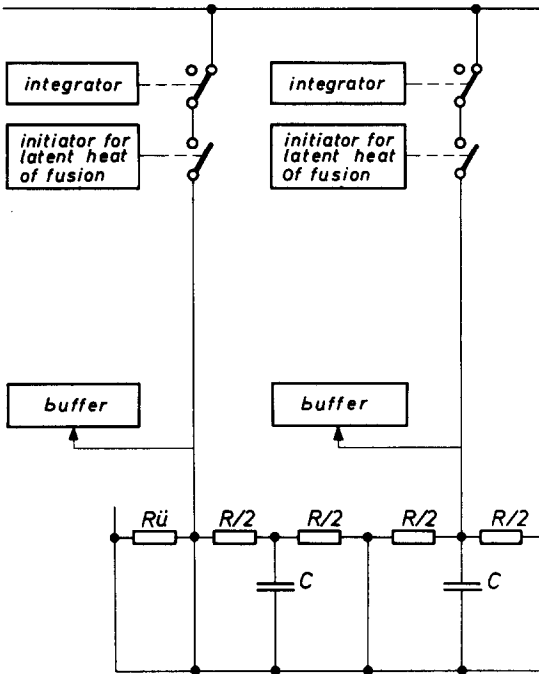 integrator
integrator
initiator for
latent heat
of fusion
initiator for
latent heat
Of fusion
buffer
buffer
Rü
R/2
R/2
R/2
R/2
C
C